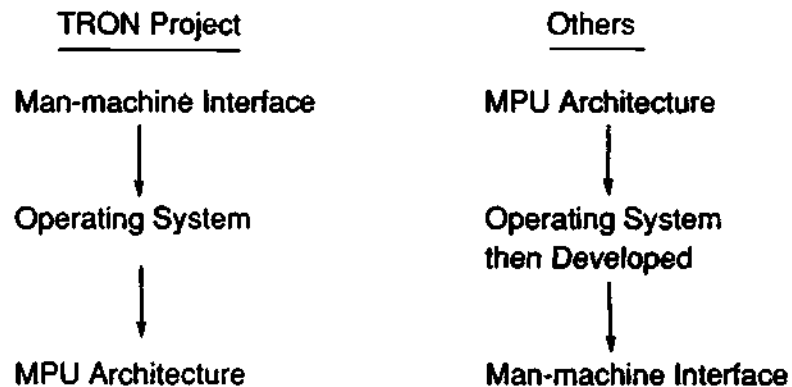 TRON Project
Man-machine Interface
Operating System
MPU Architecture
Others
MPU Architecture
Operating System
then Developed
Man-machine Interface